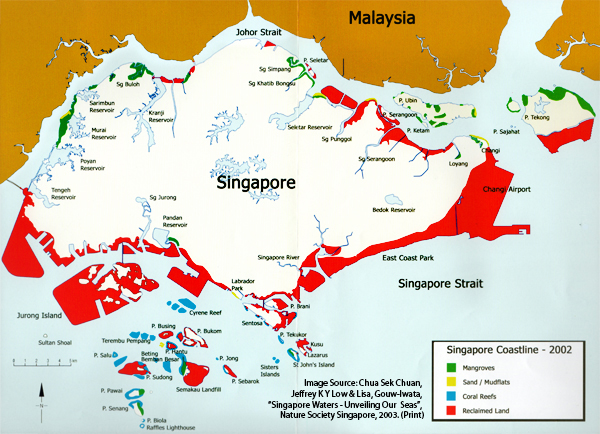 Malaysia
Johor Strait
P. Seletar
Sg Simpang
Sg Khatib Bongsu
Sg Buloh
P. Ubin
P. Tekong
Sarimbun
Reservoir
Kranji
Reservoir
P. Serangoon
Murai
Reservoir
Sektar Reservoir
P. Ketam
P. Sajahat
Sg Punggol
Changi
Poyan
Reservoir
Sg Serangoon
Loyang
Singapore
Tengeh
Reservoir
Changi Airport
Sg Jurong
Bedok Reservoir
Pandan
Reservoir
Singapore River
East Coast Park
Labrador
Park
Singapore Strait
Jurong Island
P. Brani
Cyrene Reef
Sentosa
P. Busing
P. Bukom
P. Tekukor
Sultan Shoal
Terembu Pempang
Kusu
P. Hantu
Lazarus
P. Salu
Beting
Bemban Besar
P. Jong
Sisters
Islands
St John's Island
P. Sudong
P. Sebarok
Semakau Landfill
P. Pawai
P. Senang
P. Biola
Raffles Lighthouse
N
Image Source: Chua Sek Chuan,
Jeffrey K Y Low & Lisa, Gouw-Iwata,
"Singapore Waters - Unveiling Our Seas",
Nature Society Singapore, 2003. (Print)
Singapore Coastline - 2002
Mangroves
Sand / Mudflats
Coral Reefs
Reclaimed Land